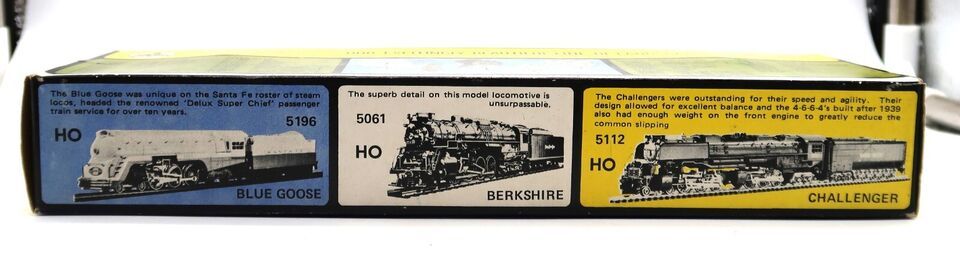 The Blue Goose was unique on the Santa Fe roster of steam
locos, headed the renowned 'Delux Super Chief' passenger
train service for over ten years.
5196
HO
BLUE GOOSE
The superb detail on this model locomotive is
unsurpassable.
5061
HO
BERKSHIRE
The Challengers were outstanding for their speed and agility. Their
design allowed for excellent balance and the 4-6-6-4's built after 1939
also had enough weight on the front engine to greatly reduce the
common slipping
5112
HO
CHALLENGER